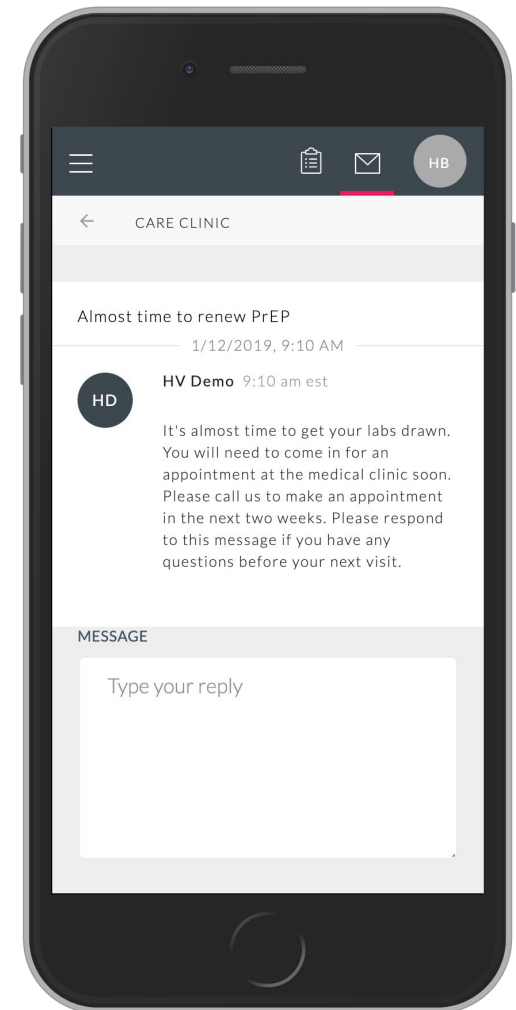 HB
CARE CLINIC
Almost time to renew PrEP
1/12/2019, 9:10 AM
HV Demo 9:10 am est
HD
It's almost time to get your labs drawn.
You will need to come in for an
appointment at the medical clinic soon.
Please call us to make an appointment
in the next two weeks. Please respond
to this message if you have any
questions before your next visit.
MESSAGE
Type your reply